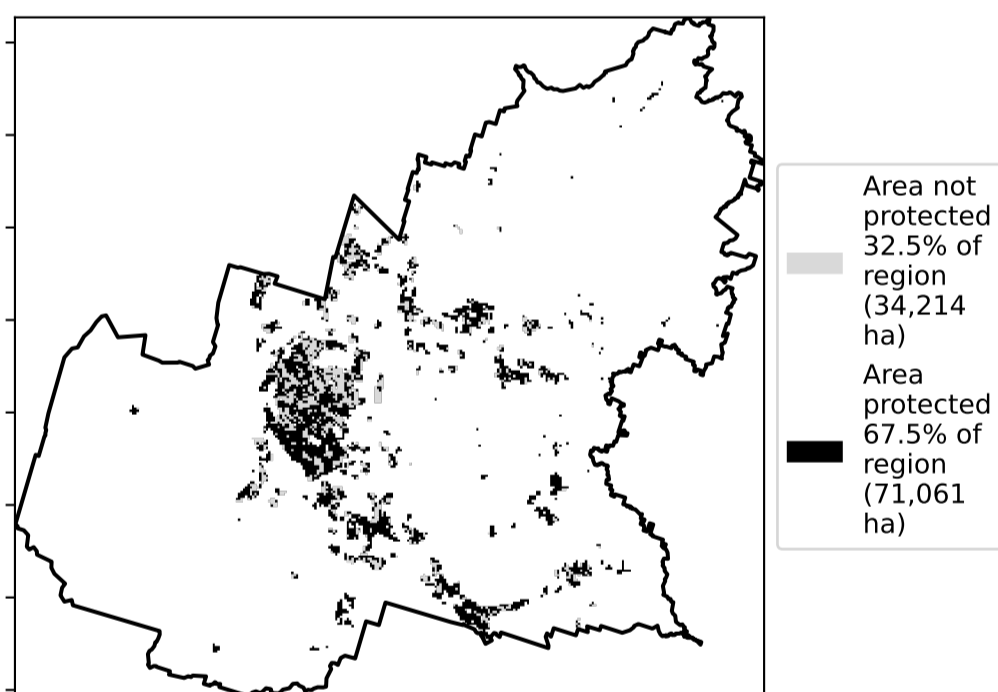 Area not
protected
32.5% of
region
(34,214
ha)
Area
protected
67.5% of
region
(71,061
ha)